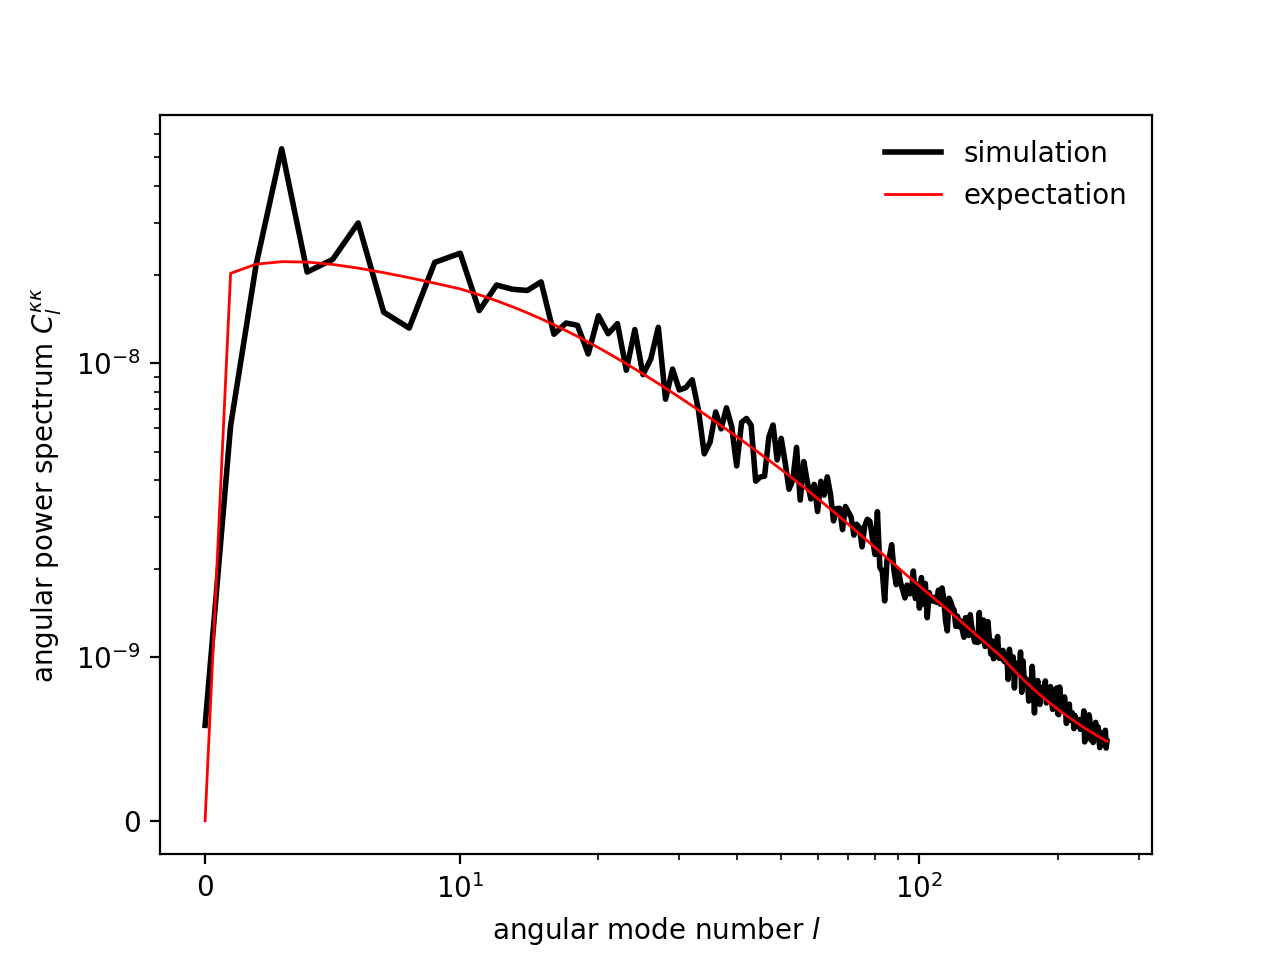 simulation
expectation
angular power spectrum $C_l^{\kappa\kappa}$
$10^{-8}$
$10^{-9}$
0
0
$10^1$
$10^2$
angular mode number $l$